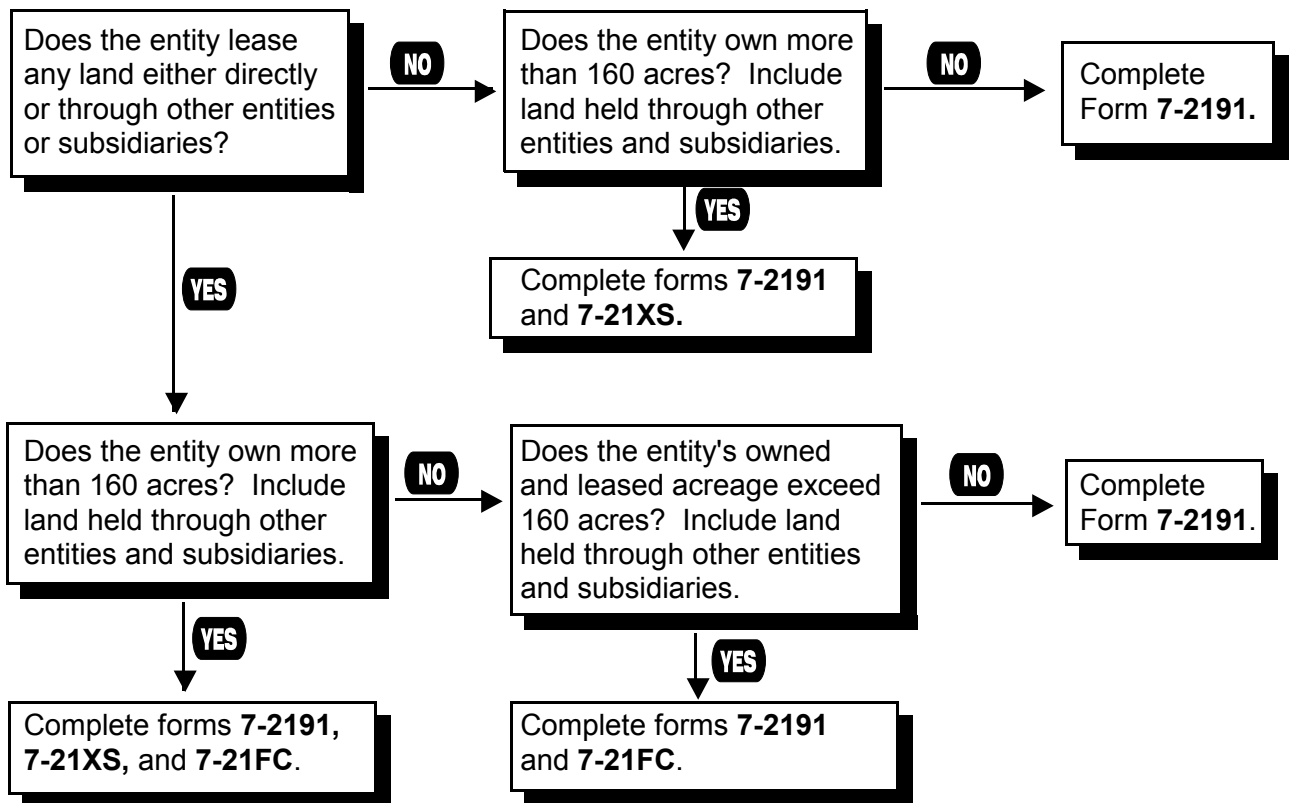 Does the entity lease
any land either directly
or through other entities
or subsidiaries?
NO
Does the entity own more
than 160 acres?  Include
land held through other
entities and subsidiaries.
NO
Complete
Form 7-2191.
YES
Complete forms 7-2191
and 7-21XS.
YES
Does the entity own more
than 160 acres?  Include
land held through other
entities and subsidiaries.
NO
Does the entity's owned
and leased acreage exceed
160 acres?  Include land
held through other entities
and subsidiaries.
NO
Complete
Form 7-2191.
YES
Complete forms 7-2191,
7-21XS, and 7-21FC.
YES
Complete forms 7-2191
and 7-21FC.